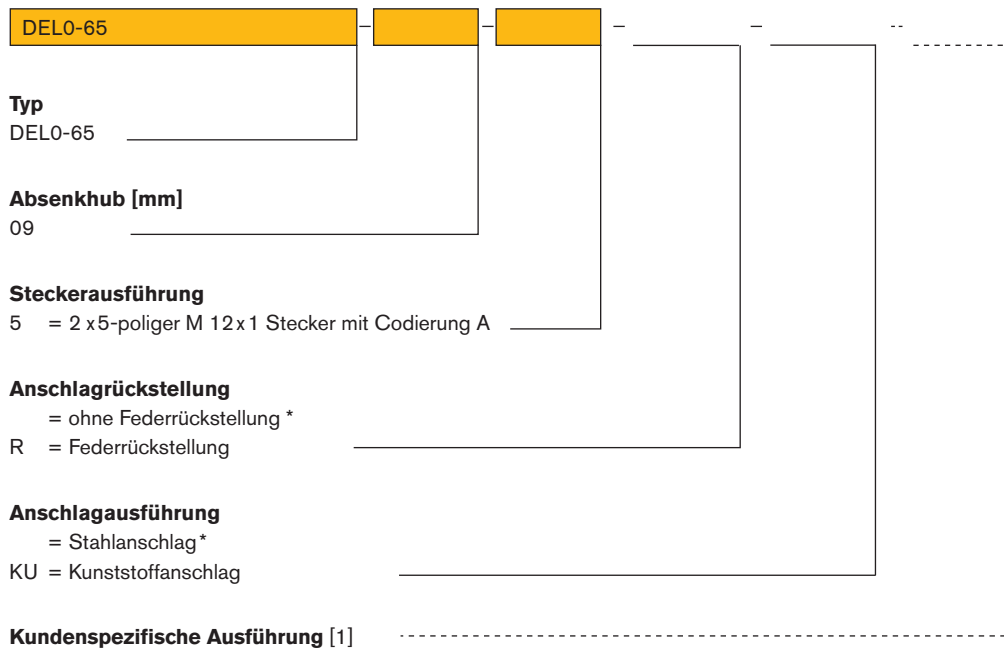 DEL0-65 – – – – --
Typ
DEL0-65
Absenkhub [mm]
09
Steckerausführung
5 = 2 x 5-poliger M 12 x 1 Stecker mit Codierung A
Anschlagrückstellung
= ohne Federrückstellung *
R = Federrückstellung
Anschlagausführung
= Stahlanschlag *
KU = Kunststoffanschlag
Kundenspezifische Ausführung [1]